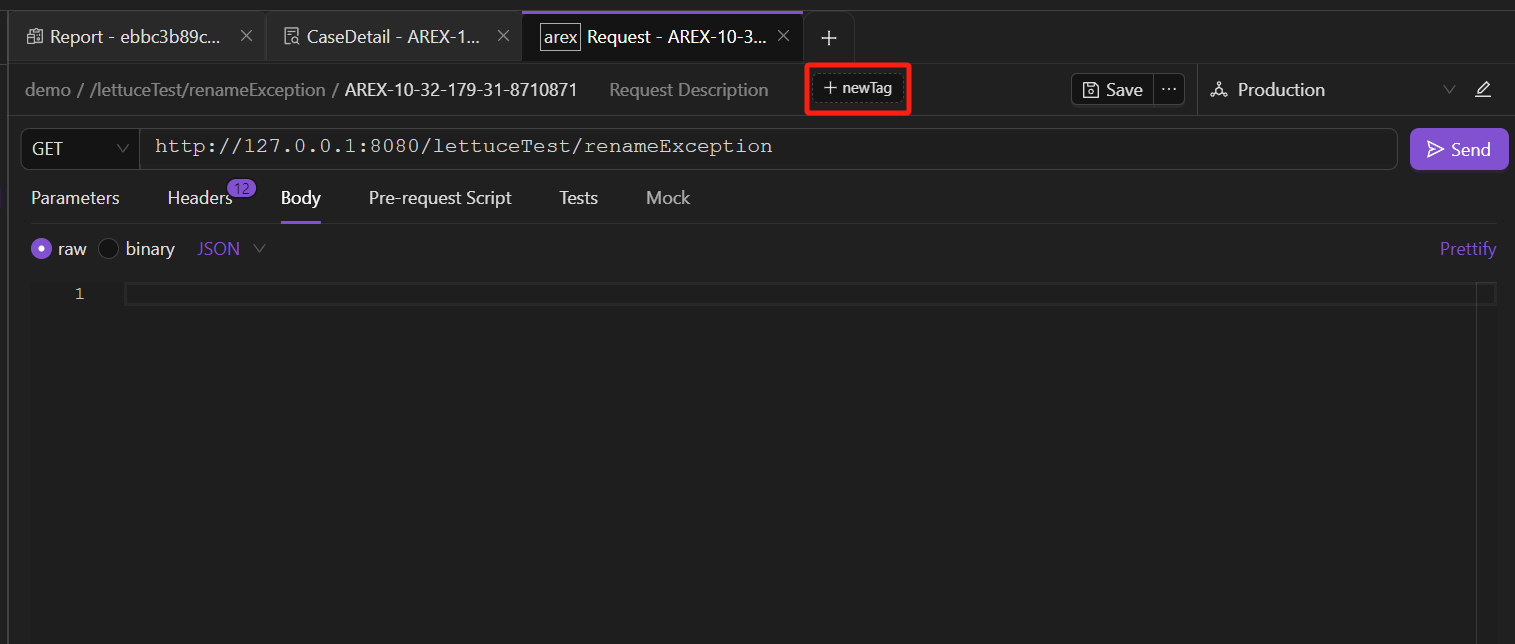 Report - ebbc3b89c... CaseDetail - AREX-1... arex Request - AREX-10-3...
demo / /lettuceTest/renameException / AREX-10-32-179-31-8710871 Request Description + newTag Save ... Production
GET http://127.0.0.1:8080/lettuceTest/renameException Send
Parameters Headers 12 Body Pre-request Script Tests Mock
raw binary JSON Prettify
1